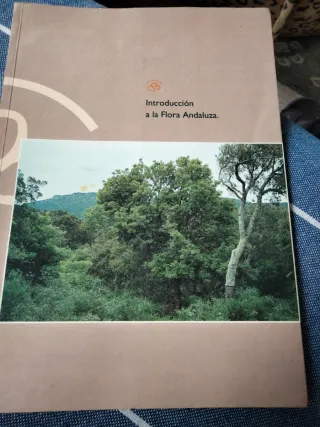 Introducción
a la Flora Andaluza.